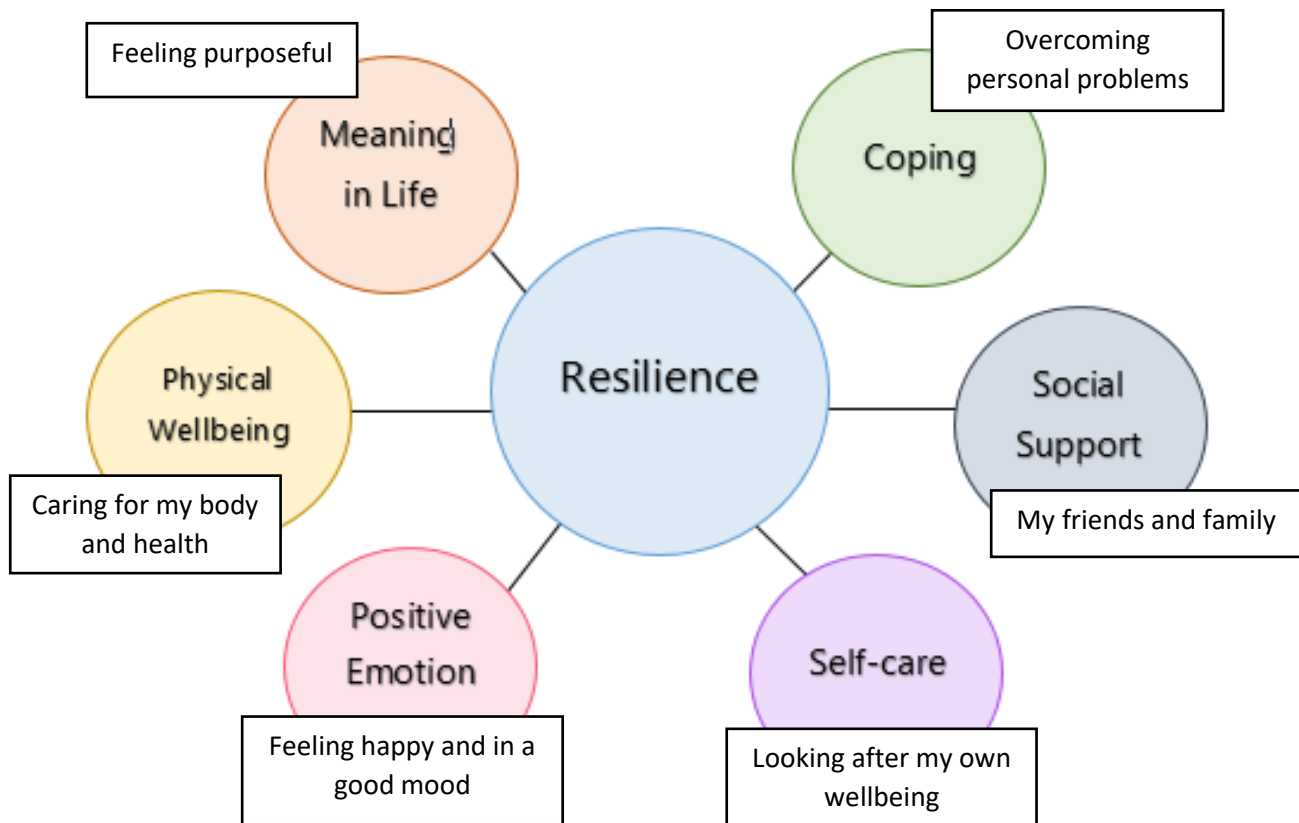 Feeling purposeful
Meaning
in Life
Overcoming
personal problems
Coping
Resilience
Physical
Wellbeing
Caring for my body
and health
Social
Support
My friends and family
Positive
Emotion
Feeling happy and in a
good mood
Self-care
Looking after my own
wellbeing